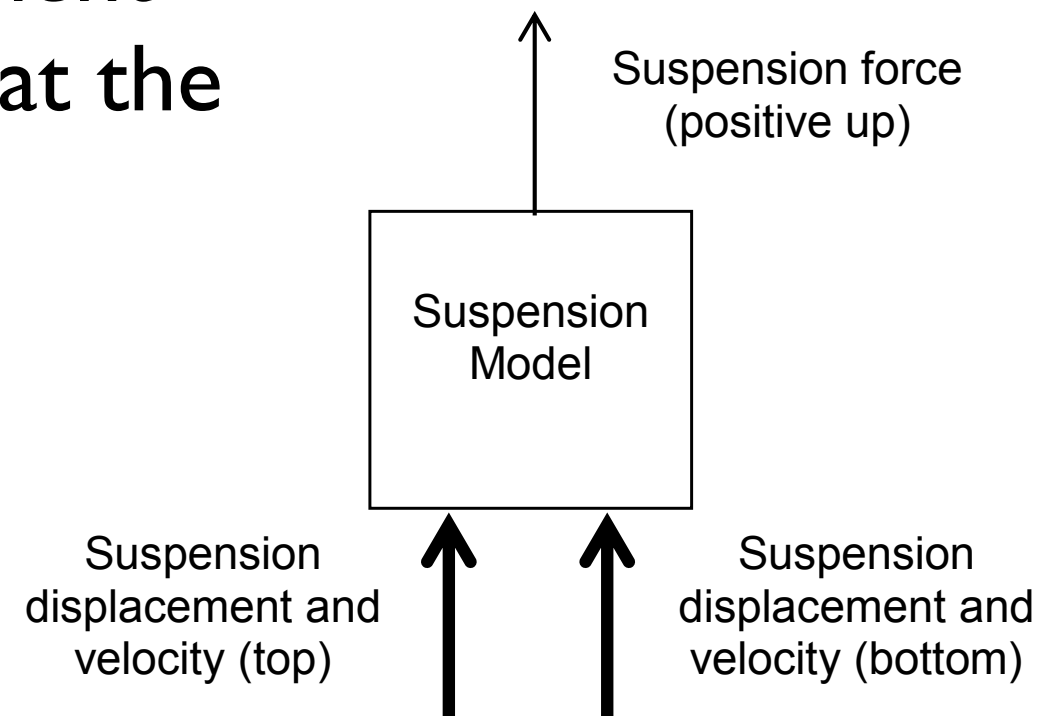 at the
Suspension force
(positive up)
Suspension
Model
Suspension
displacement and
velocity (top)
Suspension
displacement and
velocity (bottom)